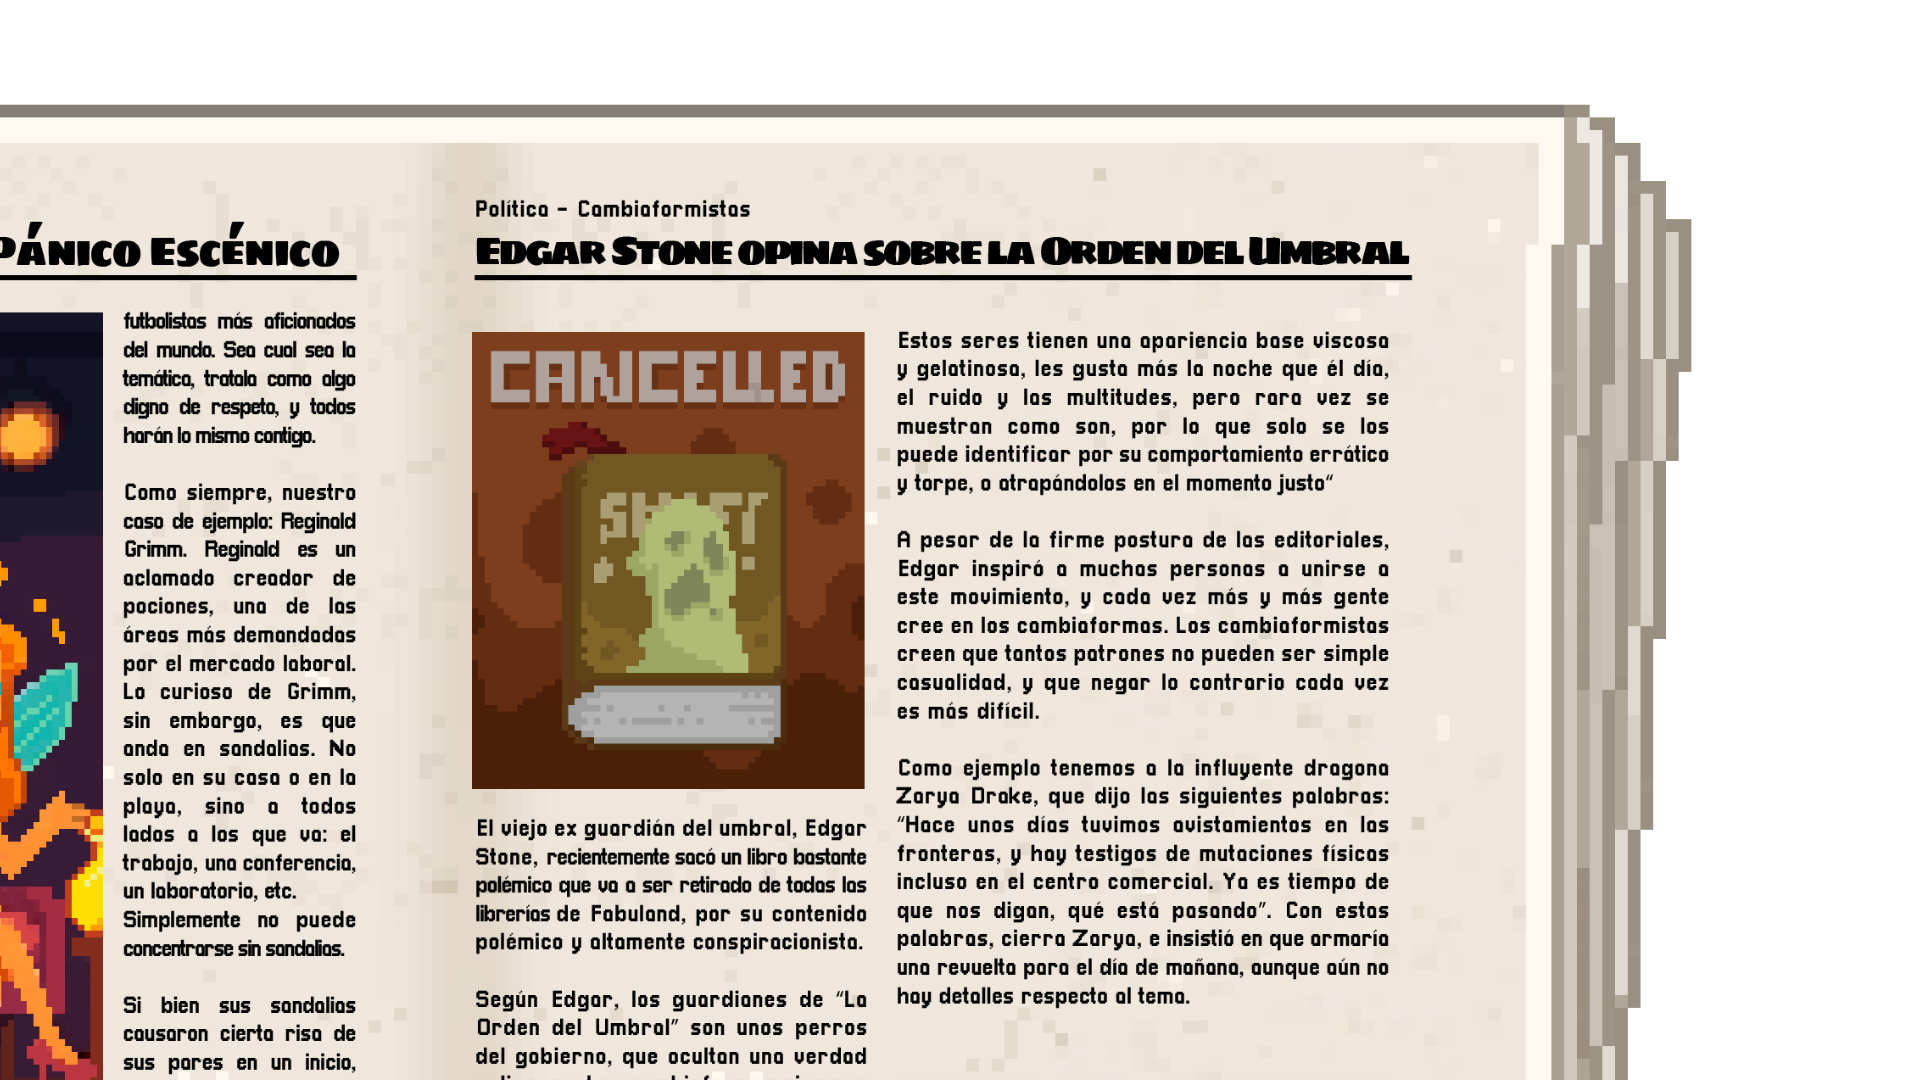 Pánico Escénico
futbolistas más aficionados
del mundo. Sea cual sea la
temática, tratala como algo
digno de respeto, y todos
harán lo mismo contigo.
Como siempre, nuestro
caso de ejemplo: Reginald
Grimm. Reginald es un
aclamado creador de
pociones, una de las
áreas más demandadas
por el mercado laboral.
Lo curioso de Grimm,
sin embargo, es que
anda en sandalias. No
solo en su casa o en la
playa, sino a todos
lados a los que va: el
trabajo, una conferencia,
un laboratorio, etc.
Simplemente no puede
concentrarse sin sandalias.
Si bien sus sandalias
causaron cierta risa de
sus pares en un inicio,
Política - Cambiaformistas
Edgar Stone opina sobre la Orden del Umbral
CANCELLED
El viejo ex guardián del umbral, Edgar
Stone, recientemente sacó un libro bastante
polémico que va a ser retirado de todas las
librerías de Fabuland, por su contenido
polémico y altamente conspiracionista.
Según Edgar, los guardianes de “La
Orden del Umbral” son unos perros
del gobierno, que ocultan una verdad
Estos seres tienen una apariencia base viscosa
y gelatinosa, les gusta más la noche que él día,
el ruido y las multitudes, pero rara vez se
muestran como son, por lo que solo se los
puede identificar por su comportamiento errático
y torpe, o atrapándolos en el momento justo“
A pesar de la firme postura de las editoriales,
Edgar inspiró a muchas personas a unirse a
este movimiento, y cada vez más y más gente
cree en los cambiaformas. Los cambiaformistas
creen que tantos patrones no pueden ser simple
casualidad, y que negar lo contrario cada vez
es más difícil.
Como ejemplo tenemos a la influyente dragona
Zarya Drake, que dijo las siguientes palabras:
“Hace unos días tuvimos avistamientos en las
fronteras, y hay testigos de mutaciones físicas
incluso en el centro comercial. Ya es tiempo de
que nos digan, qué está pasando”. Con estas
palabras, cierra Zarya, e insistió en que armaría
una revuelta para el día de mañana, aunque aún no
hay detalles respecto al tema.